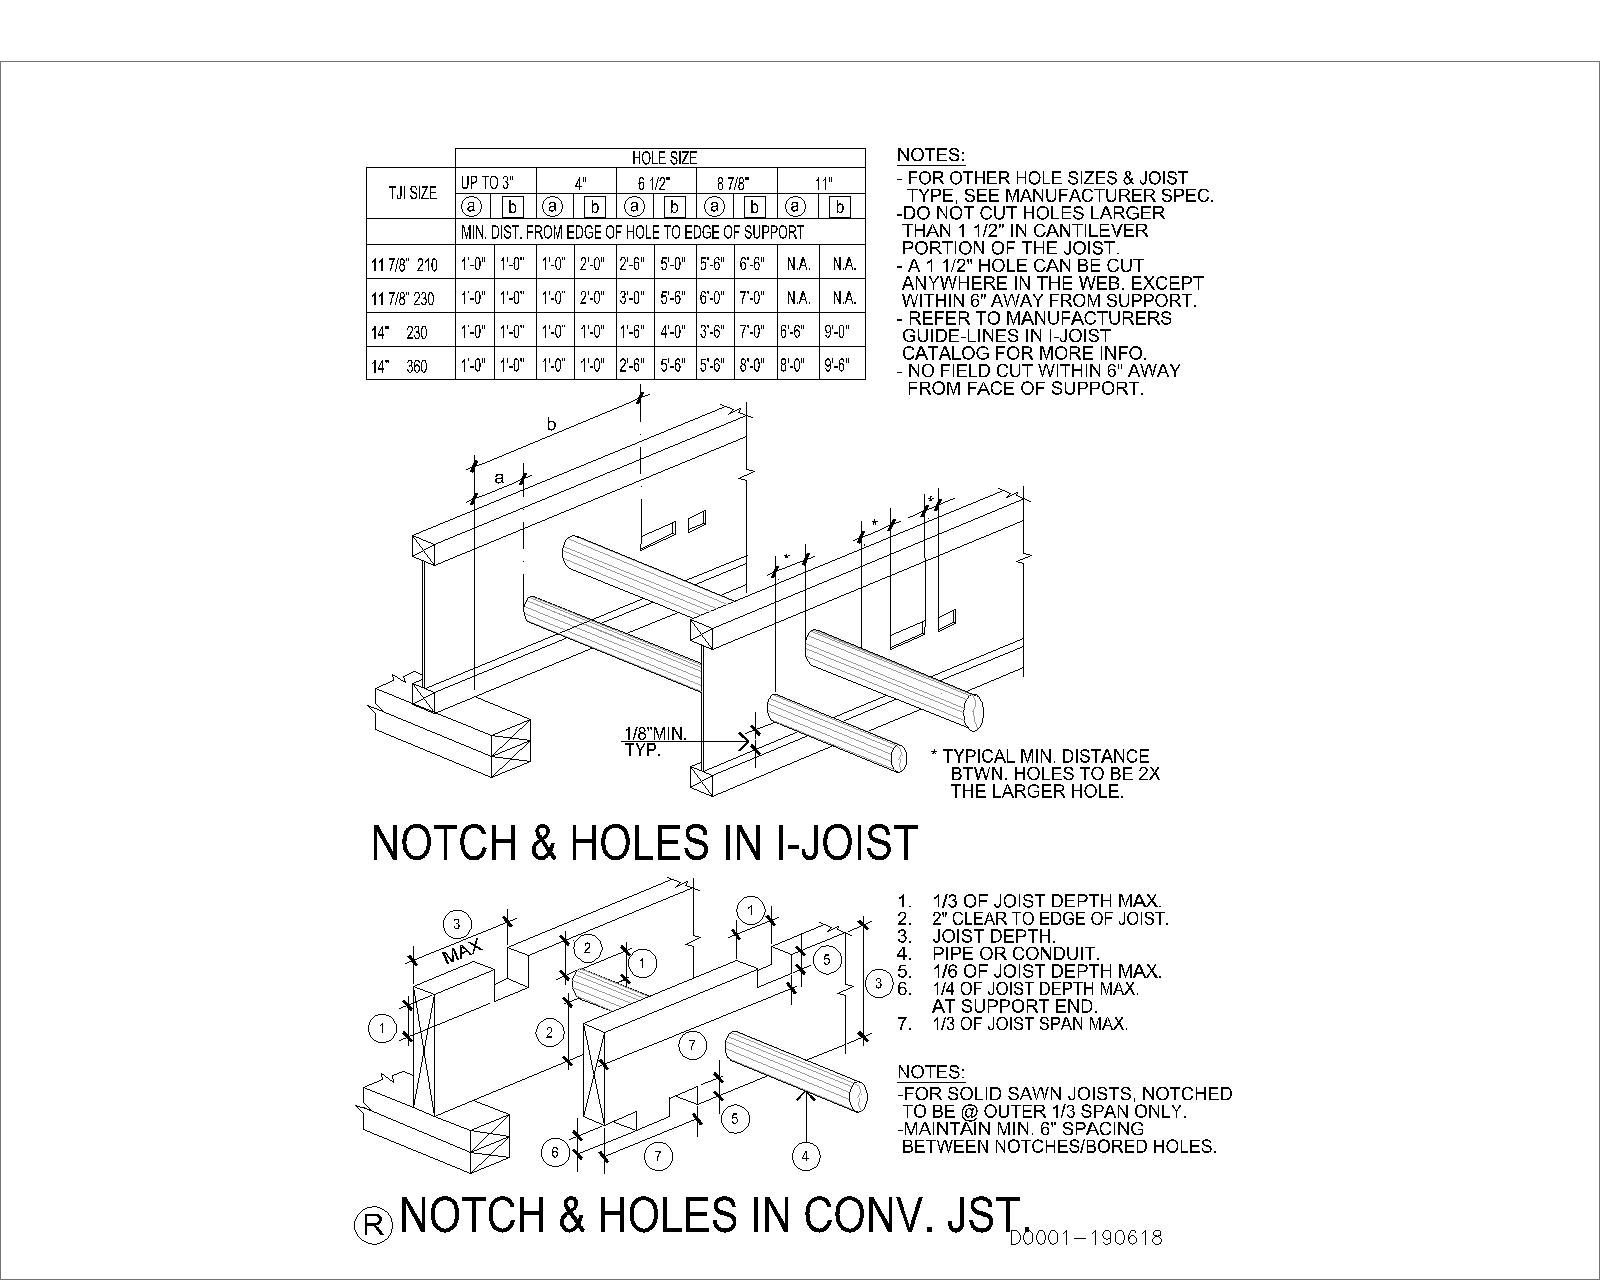 HOLE SIZE
TJI SIZE
UP TO 3" 4" 6 1/2" 8 7/8" 11"
a b a b a b a b a b
MIN. DIST. FROM EDGE OF HOLE TO EDGE OF SUPPORT
11 7/8" 210 1'-0" 1'-0" 1'-0" 2'-0" 2'-6" 5'-0" 5'-6" 6'-6" N.A. N.A.
11 7/8" 230 1'-0" 1'-0" 1'-0" 2'-0" 3'-0" 5'-6" 6'-0" 7'-0" N.A. N.A.
14" 230 1'-0" 1'-0" 1'-0" 1'-0" 1'-6" 4'-0" 3'-6" 7'-0" 6'-6" 9'-0"
14" 360 1'-0" 1'-0" 1'-0" 1'-0" 2'-6" 5'-6" 5'-6" 8'-0" 8'-0" 9'-6"
NOTES:
- FOR OTHER HOLE SIZES & JOIST
TYPE, SEE MANUFACTURER SPEC.
-DO NOT CUT HOLES LARGER
THAN 1 1/2" IN CANTILEVER
PORTION OF THE JOIST.
- A 1 1/2" HOLE CAN BE CUT
ANYWHERE IN THE WEB. EXCEPT
WITHIN 6" AWAY FROM SUPPORT.
- REFER TO MANUFACTURERS
GUIDE-LINES IN I-JOIST
CATALOG FOR MORE INFO.
- NO FIELD CUT WITHIN 6" AWAY
FROM FACE OF SUPPORT.
b
a
*
*
*
1/8"MIN.
TYP.
* TYPICAL MIN. DISTANCE
BTWN. HOLES TO BE 2X
THE LARGER HOLE.
NOTCH & HOLES IN I-JOIST
3
MAX
1
2
1
2
1
5
3
7
5
6
7
4
1. 1/3 OF JOIST DEPTH MAX.
2. 2" CLEAR TO EDGE OF JOIST.
3. JOIST DEPTH.
4. PIPE OR CONDUIT.
5. 1/6 OF JOIST DEPTH MAX.
6. 1/4 OF JOIST DEPTH MAX.
AT SUPPORT END.
7. 1/3 OF JOIST SPAN MAX.
NOTES:
-FOR SOLID SAWN JOISTS, NOTCHED
TO BE @ OUTER 1/3 SPAN ONLY.
-MAINTAIN MIN. 6" SPACING
BETWEEN NOTCHES/BORED HOLES.
R NOTCH & HOLES IN CONV. JST.
D0001-190618